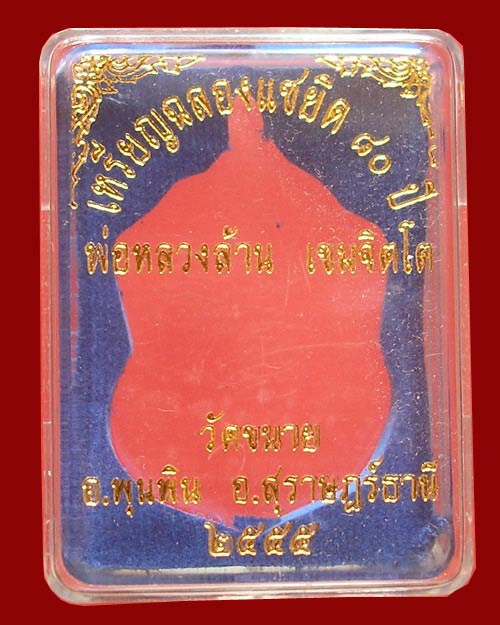 เหรียญฉลองแซยิด ๘๐ ปี
พ่อหลวงล้าน เขมจิตโต
วัดขนาย
อ.พุนพิน จ.สุราษฎร์ธานี
๒๕๕๕